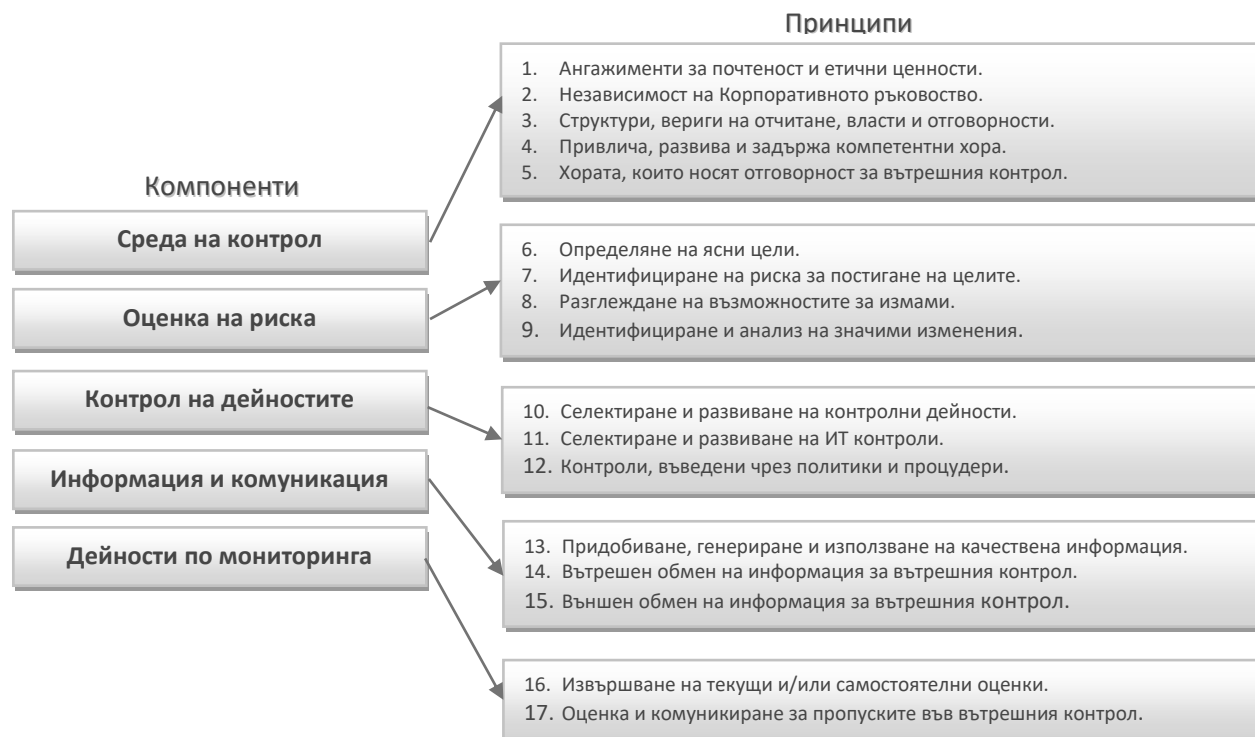 Принципи
1. Ангажименти за почтеност и етични ценности.
2. Независимост на Корпоративното ръковоство.
3. Структури, вериги на отчитане, власти и отговорности.
4. Привлича, развива и задържа компетентни хора.
5. Хората, които носят отговорност за вътрешния контрол.
Компоненти
Среда на контрол
Оценка на риска
Контрол на дейностите
Информация и комуникация
Дейности по мониторинга
6. Определяне на ясни цели.
7. Идентифициране на риска за постигане на целите.
8. Разглеждане на възможностите за измами.
9. Идентифициране и анализ на значими изменения.
10. Селектиране и развиване на контролни дейности.
11. Селектиране и развиване на ИТ контроли.
12. Контроли, въведени чрез политики и процудери.
13. Придобиване, генериране и използване на качествена информация.
14. Вътрешен обмен на информация за вътрешния контрол.
15. Външен обмен на информация за вътрешния контрол.
16. Извършване на текущи и/или самостоятелни оценки.
17. Оценка и комуникиране за пропуските във вътрешния контрол.